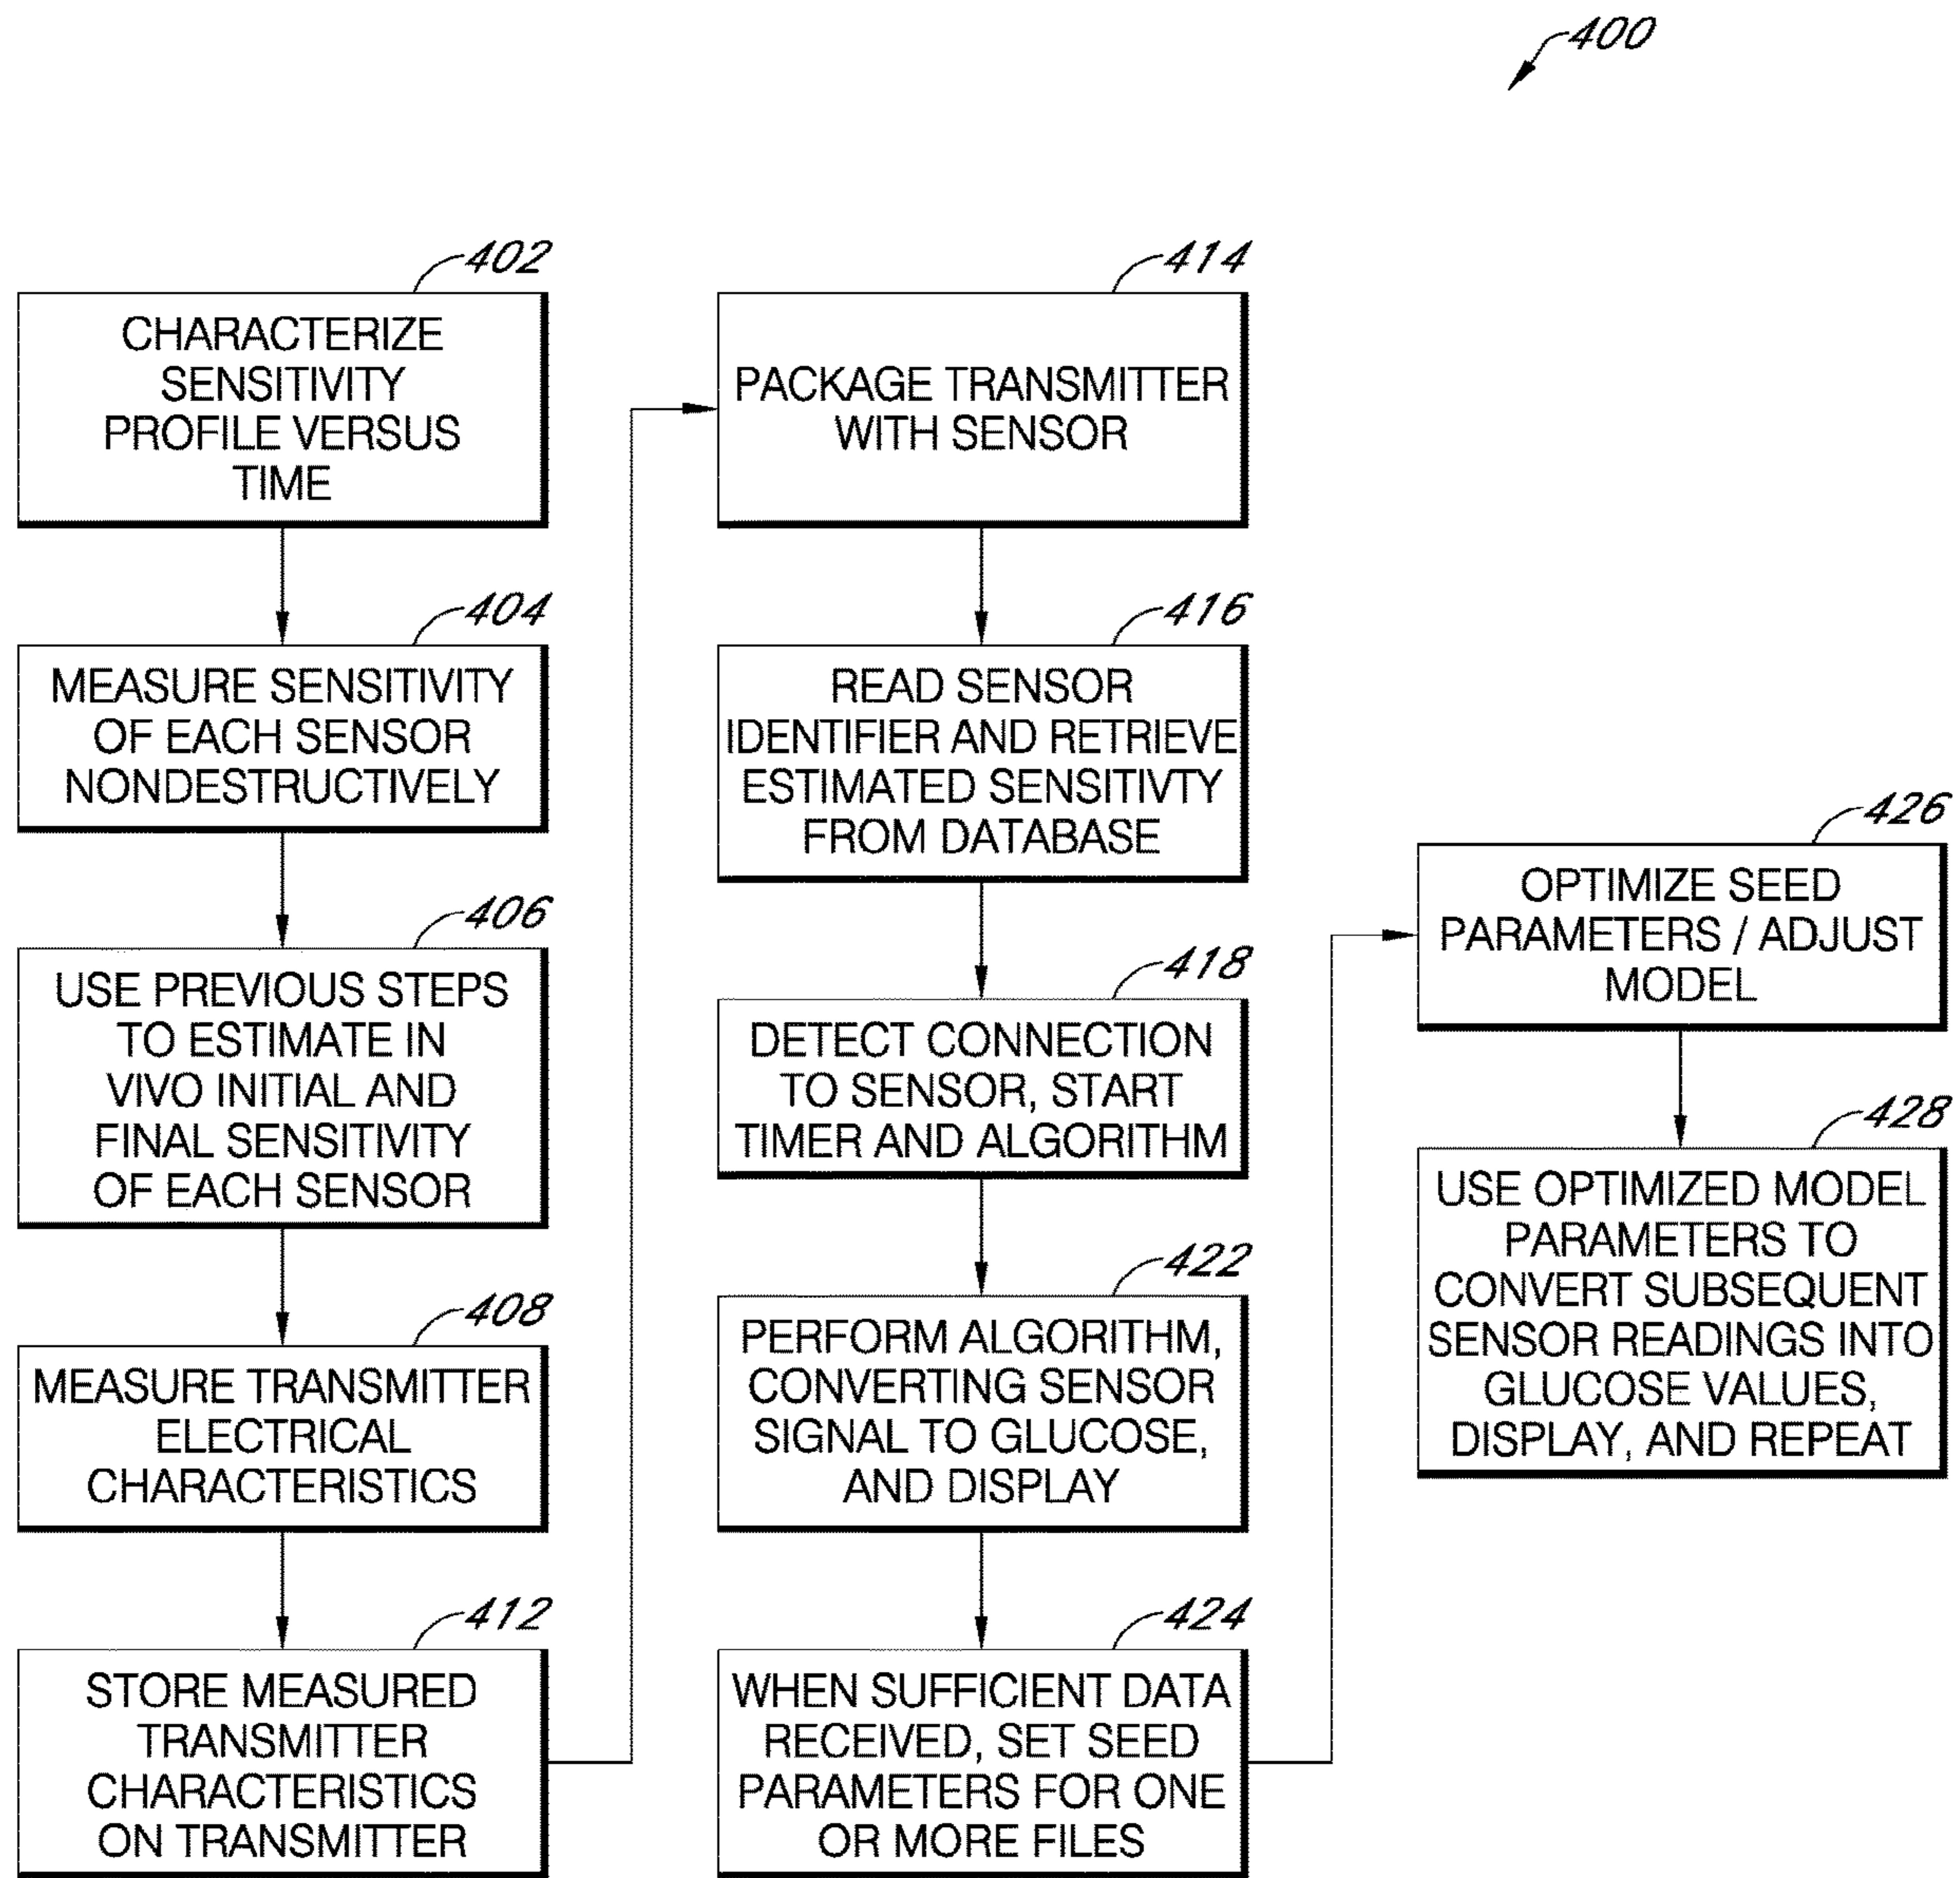 400
402
CHARACTERIZE
SENSITIVITY
PROFILE VERSUS
TIME
404
MEASURE SENSITIVITY
OF EACH SENSOR
NONDESTRUCTIVELY
406
USE PREVIOUS STEPS
TO ESTIMATE IN
VIVO INITIAL AND
FINAL SENSITIVITY
OF EACH SENSOR
408
MEASURE TRANSMITTER
ELECTRICAL
CHARACTERISTICS
412
STORE MEASURED
TRANSMITTER
CHARACTERISTICS
ON TRANSMITTER
414
PACKAGE TRANSMITTER
WITH SENSOR
416
READ SENSOR
IDENTIFIER AND RETRIEVE
ESTIMATED SENSITIVTY
FROM DATABASE
418
DETECT CONNECTION
TO SENSOR, START
TIMER AND ALGORITHM
422
PERFORM ALGORITHM,
CONVERTING SENSOR
SIGNAL TO GLUCOSE,
AND DISPLAY
424
WHEN SUFFICIENT DATA
RECEIVED, SET SEED
PARAMETERS FOR ONE
OR MORE FILES
426
OPTIMIZE SEED
PARAMETERS / ADJUST
MODEL
428
USE OPTIMIZED MODEL
PARAMETERS TO
CONVERT SUBSEQUENT
SENSOR READINGS INTO
GLUCOSE VALUES,
DISPLAY, AND REPEAT